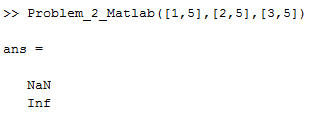 >> Problem_2_Matlab([1,5],[2,5],[3,5])
ans =
NaN
Inf